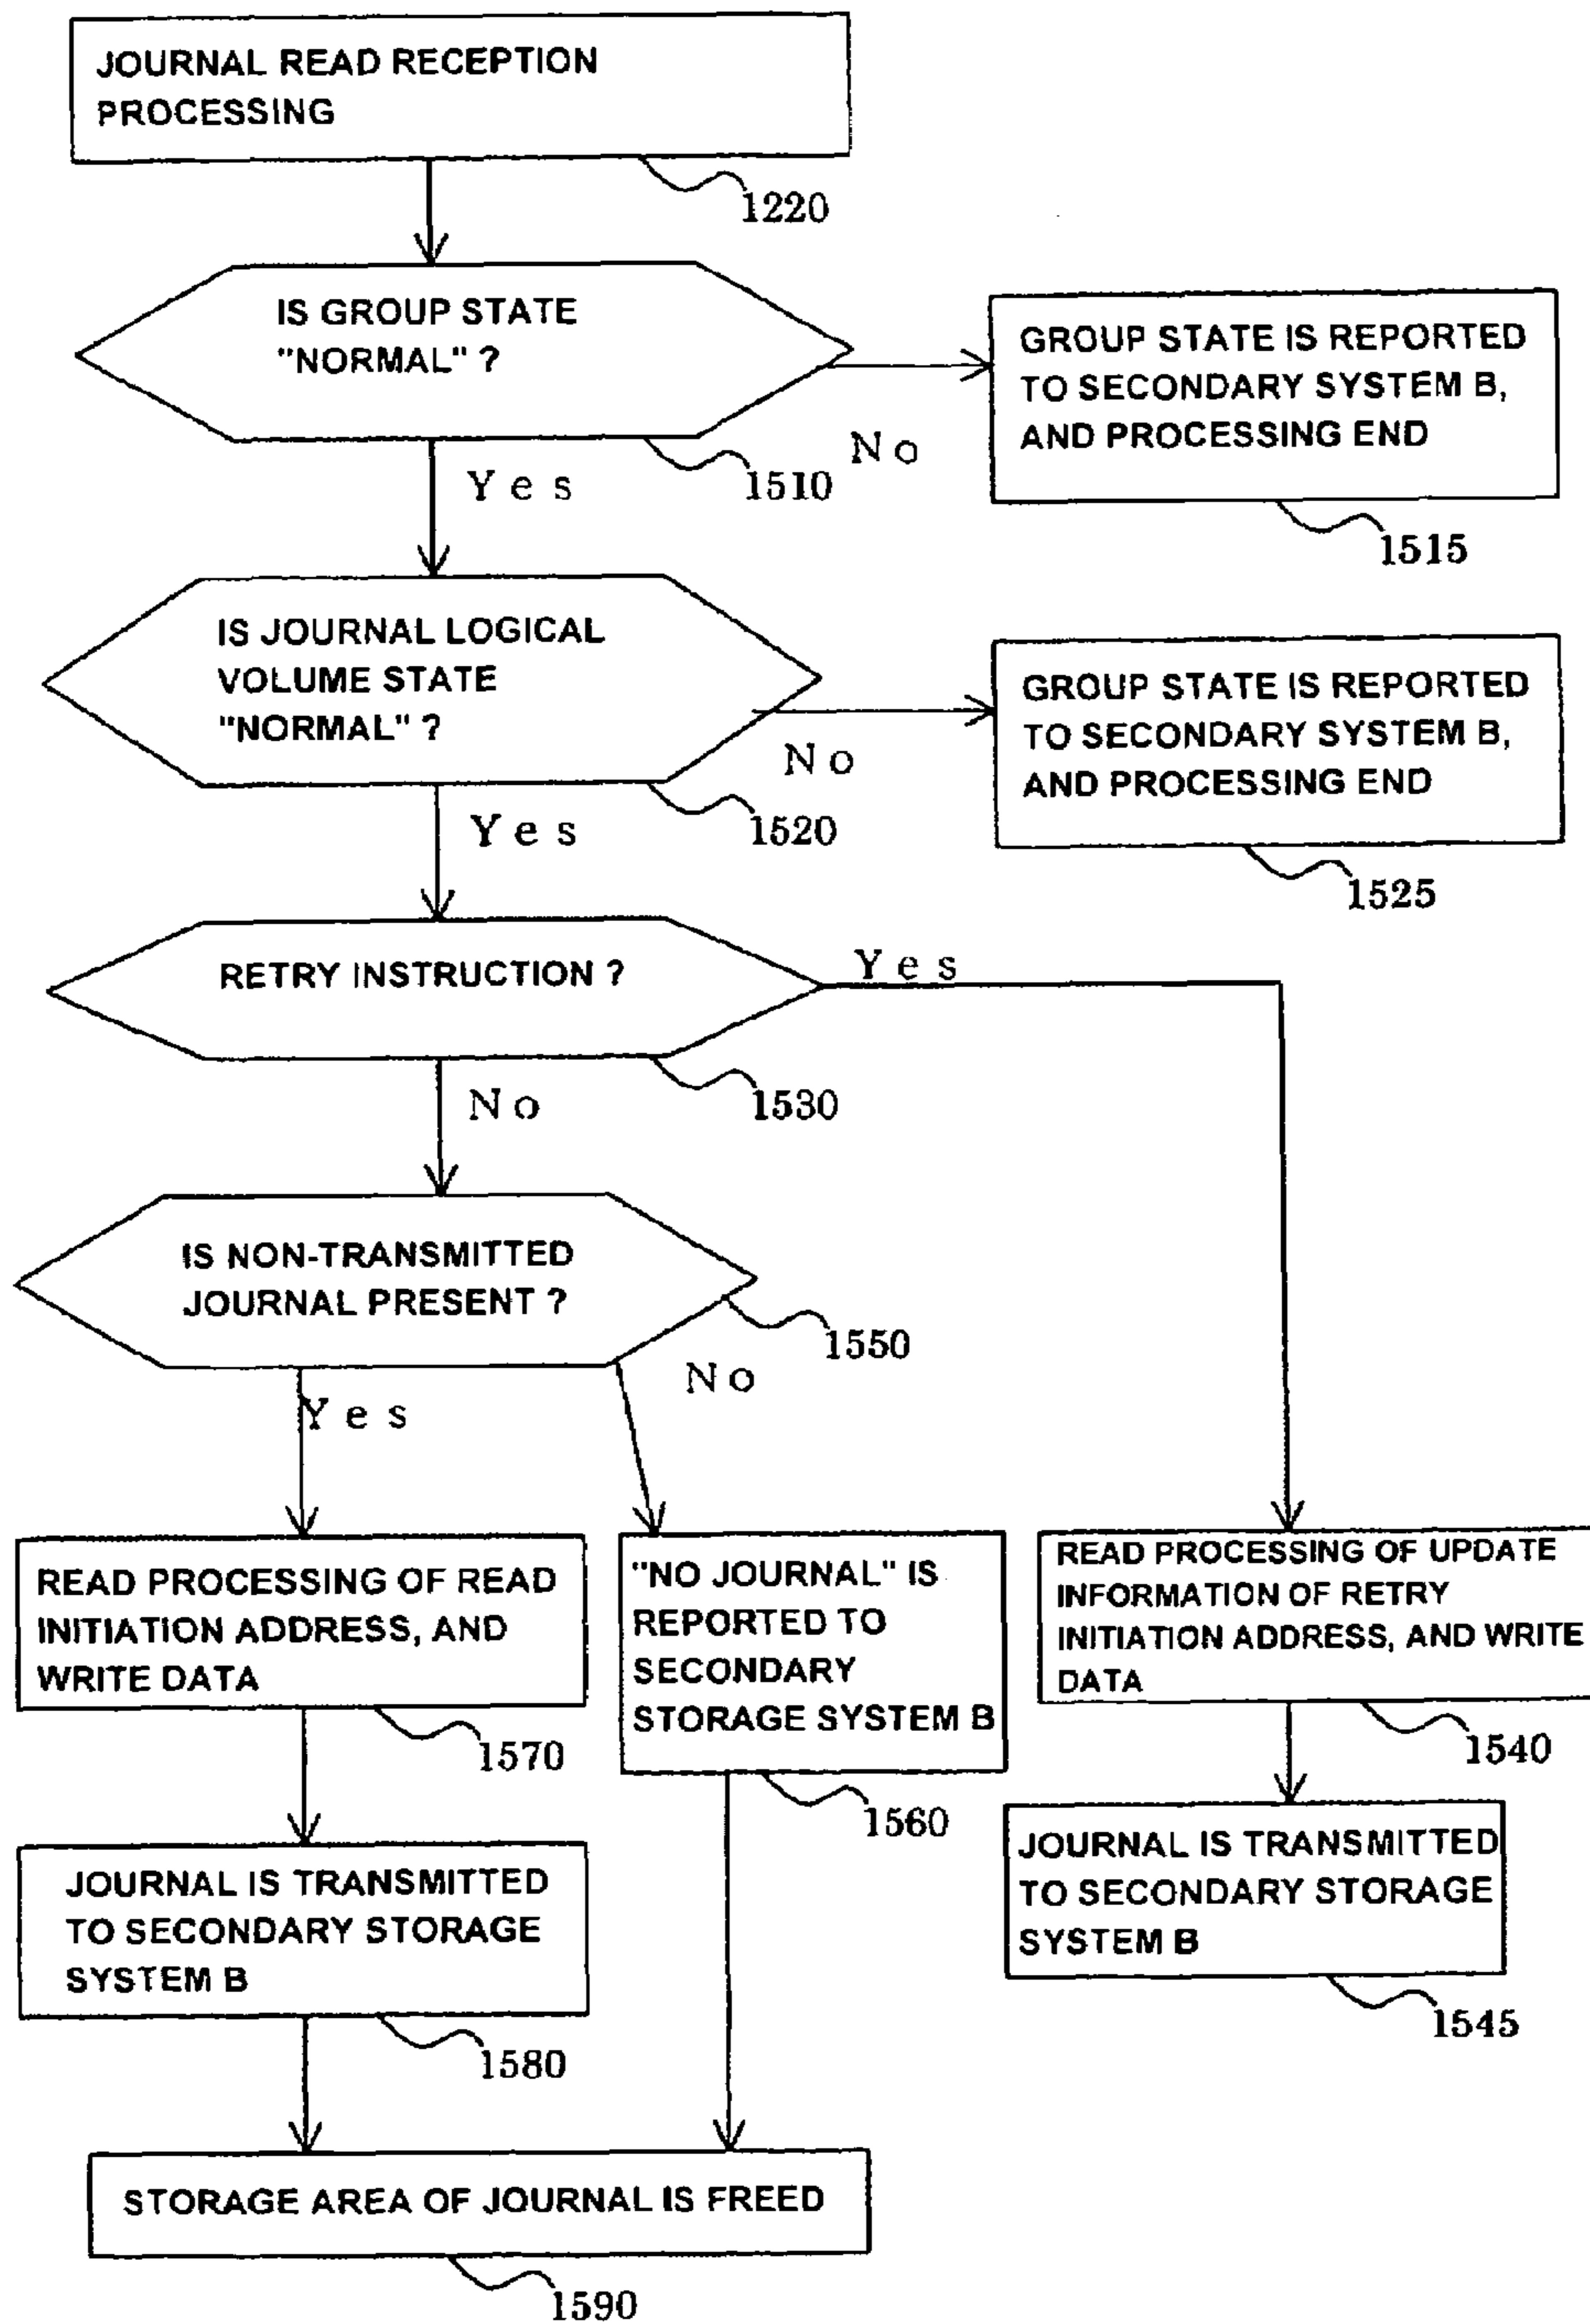 JOURNAL READ RECEPTION
PROCESSING
1220
IS GROUP STATE
"NORMAL" ?
No
1510
Yes
GROUP STATE IS REPORTED
TO SECONDARY SYSTEM B,
AND PROCESSING END
1515
IS JOURNAL LOGICAL
VOLUME STATE
"NORMAL" ?
No
1520
Yes
GROUP STATE IS REPORTED
TO SECONDARY SYSTEM B,
AND PROCESSING END
1525
RETRY INSTRUCTION ?
Yes
1530
No
IS NON-TRANSMITTED
JOURNAL PRESENT ?
1550
No
Yes
READ PROCESSING OF READ
INITIATION ADDRESS, AND
WRITE DATA
1570
"NO JOURNAL" IS
REPORTED TO
SECONDARY
STORAGE SYSTEM B
1560
READ PROCESSING OF UPDATE
INFORMATION OF RETRY
INITIATION ADDRESS, AND WRITE
DATA
1540
JOURNAL IS TRANSMITTED
TO SECONDARY STORAGE
SYSTEM B
1580
JOURNAL IS TRANSMITTED
TO SECONDARY STORAGE
SYSTEM B
1545
STORAGE AREA OF JOURNAL IS FREED
1590